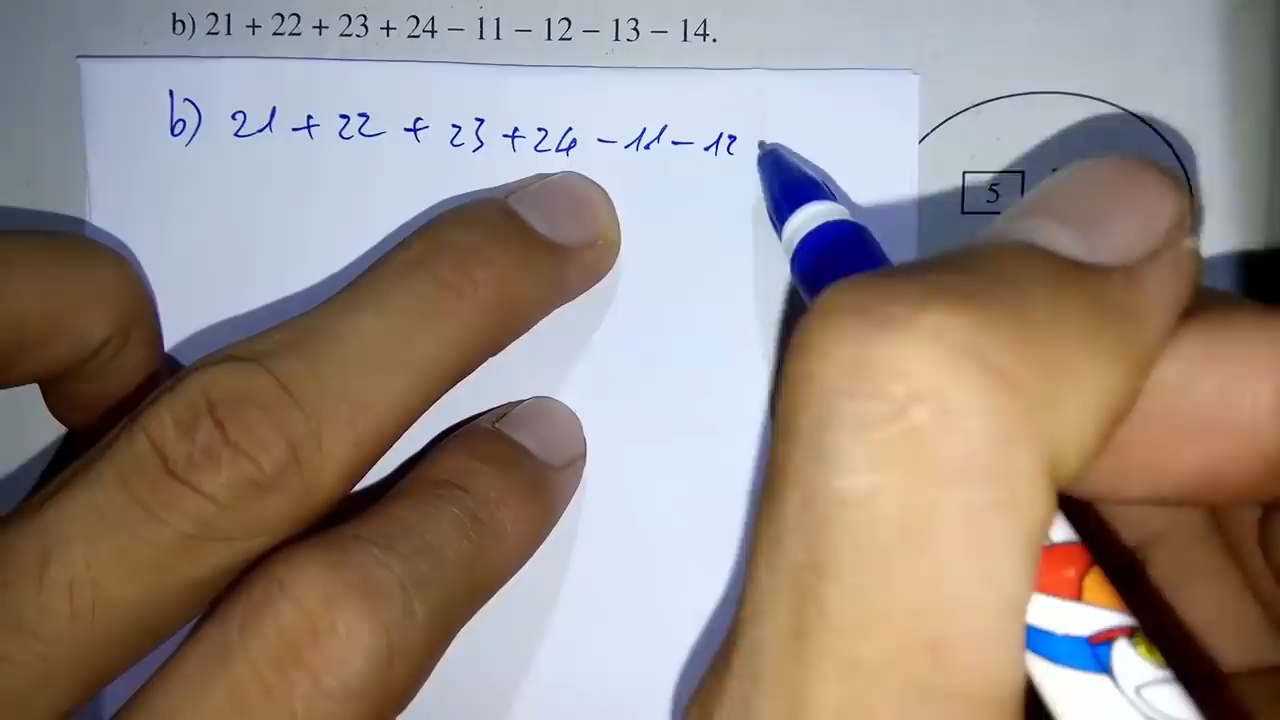 b) 21 + 22 + 23 + 24 – 11 – 12 – 13 – 14.
b) 21 + 22 + 23 + 24 - 11 - 12
5